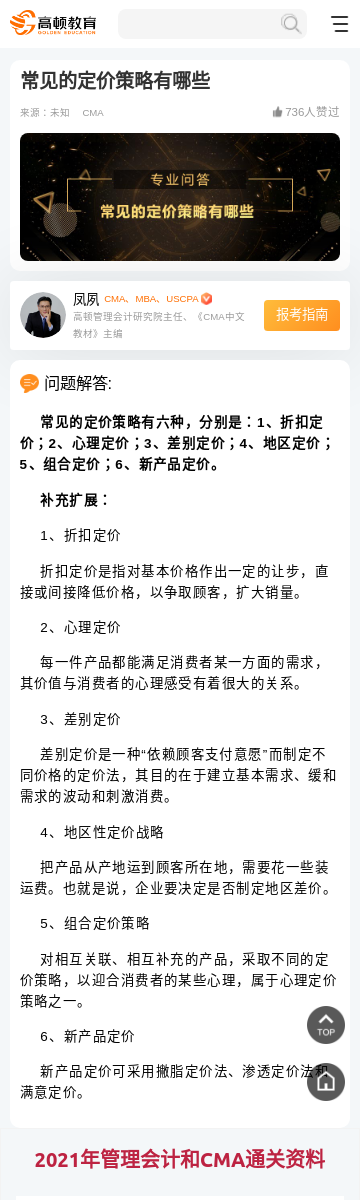 高顿教育
GOLDEN EDUCATION
常见的定价策略有哪些
来源：未知 CMA 736人赞过
专业问答
常见的定价策略有哪些
凤夙 CMA、MBA、USCPA
高顿管理会计研究院主任、《CMA中文
教材》主编
报考指南
问题解答:
常见的定价策略有六种，分别是：1、折扣定
价；2、心理定价；3、差别定价；4、地区定价；
5、组合定价；6、新产品定价。
补充扩展：
1、折扣定价
折扣定价是指对基本价格作出一定的让步，直
接或间接降低价格，以争取顾客，扩大销量。
2、心理定价
每一件产品都能满足消费者某一方面的需求，
其价值与消费者的心理感受有着很大的关系。
3、差别定价
差别定价是一种“依赖顾客支付意愿”而制定不
同价格的定价法，其目的在于建立基本需求、缓和
需求的波动和刺激消费。
4、地区性定价战略
把产品从产地运到顾客所在地，需要花一些装
运费。也就是说，企业要决定是否制定地区差价。
5、组合定价策略
对相互关联、相互补充的产品，采取不同的定
价策略，以迎合消费者的某些心理，属于心理定价
策略之一。
6、新产品定价
新产品定价可采用撇脂定价法、渗透定价法和
满意定价。
TOP
2021年管理会计和CMA通关资料